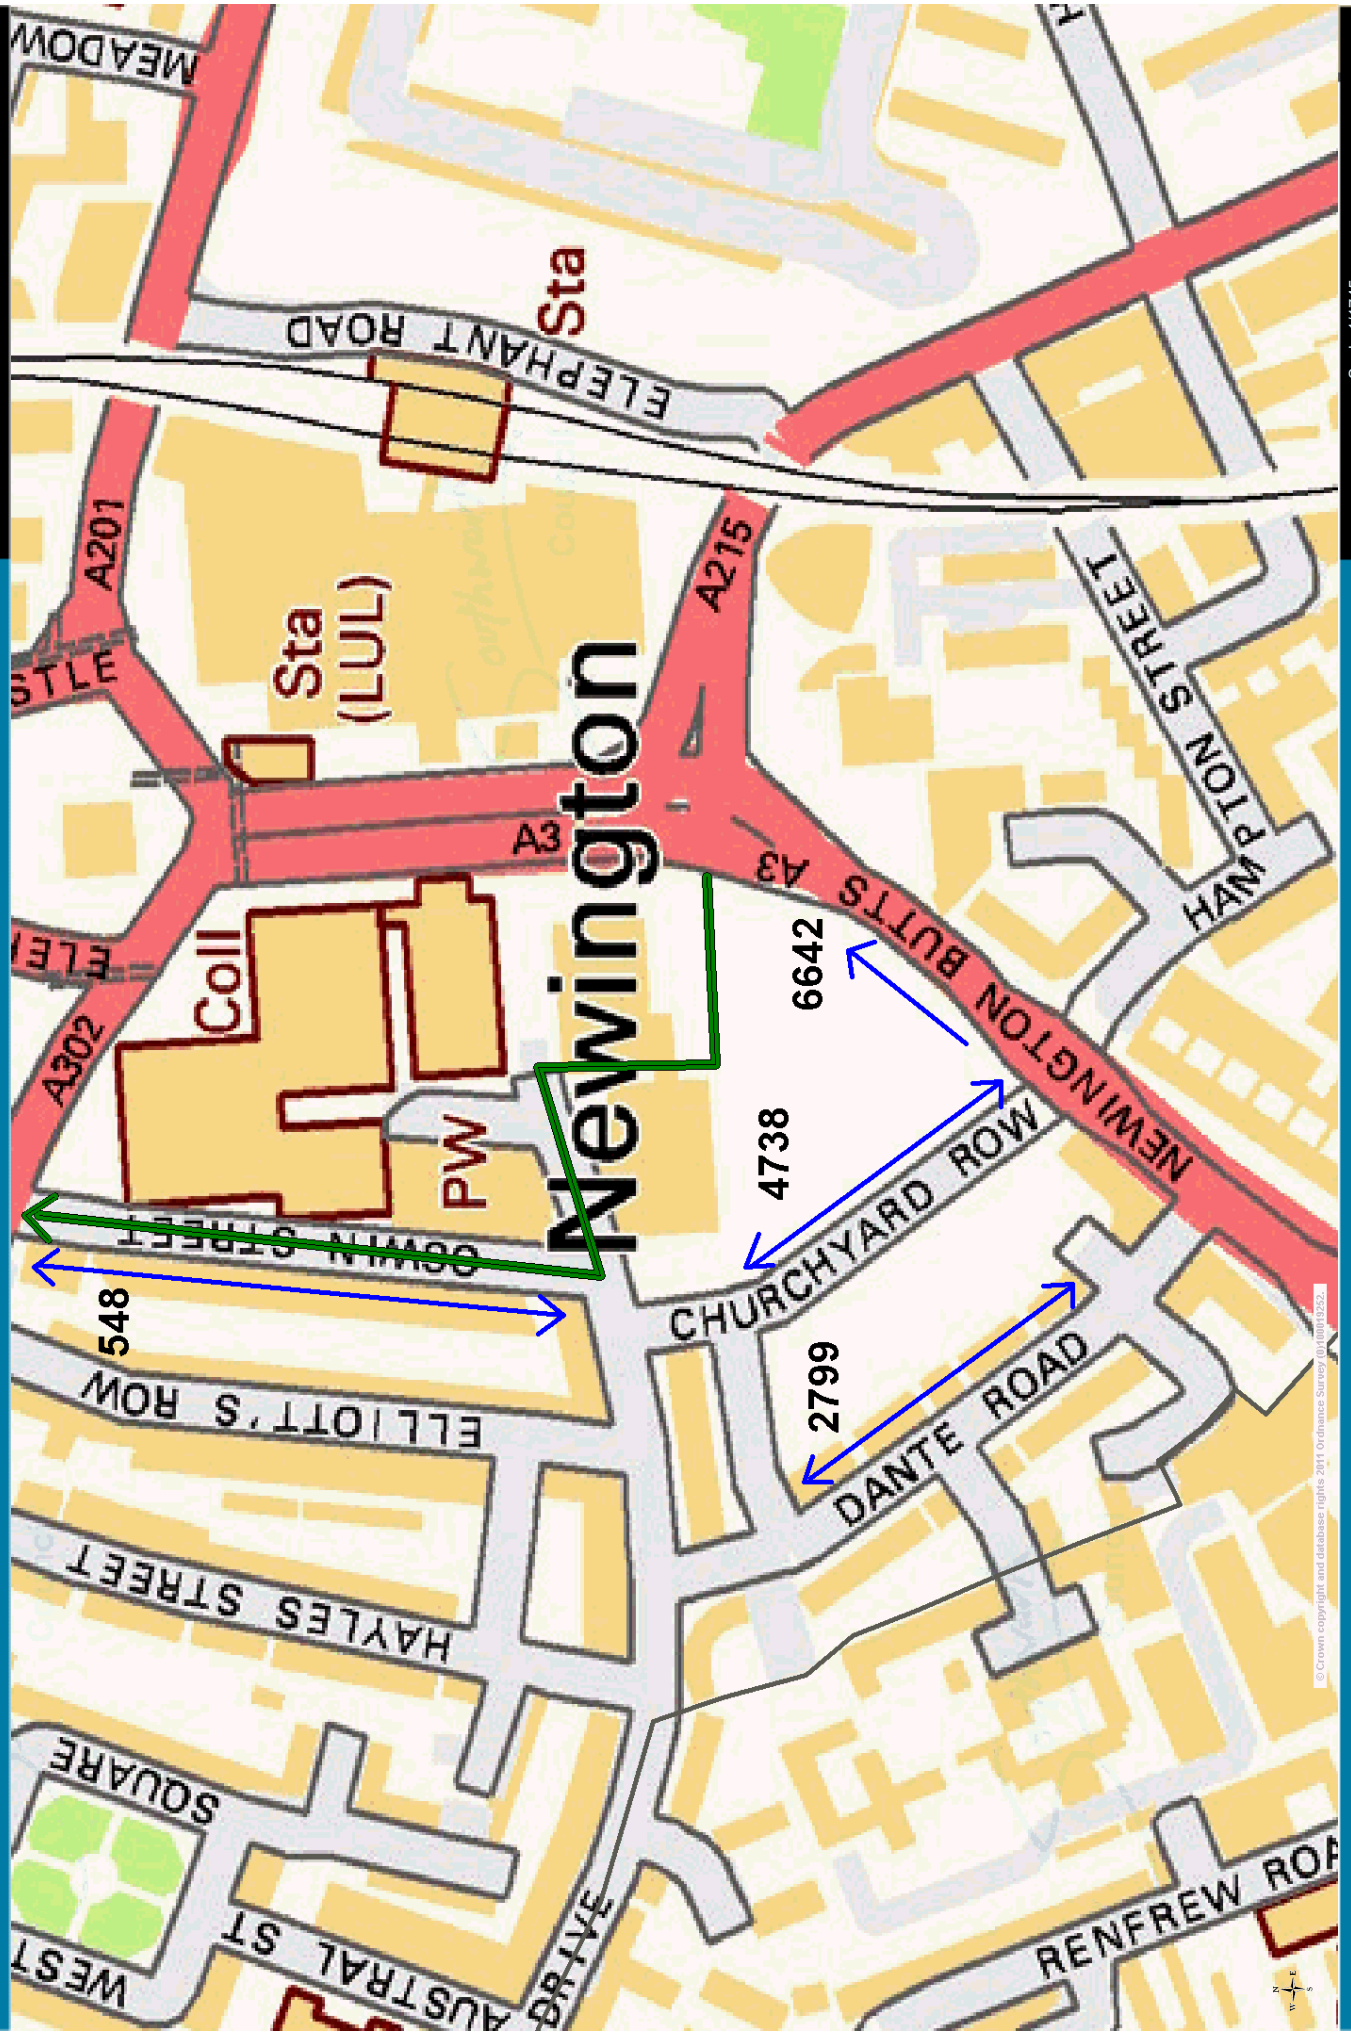 MEADOW
H
Sta
ELEPHANT ROAD
A201
A215
STLE
Sta
(LUL)
STREET
HAMPTON STREET
Newington
A3
A3
NEWINGTON BUTTS
Coll
A302
6642
PW
4738
OSWIN STREET
CHURCHYARD ROW
548
2799
ELLIOTT'S ROW
DANTE ROAD
HAYLES STREET
SQUARE
WEST
AUSTRAL ST
DRIVE
RENFREW ROA
N
W E
S
© Crown copyright and database rights 2011 Ordnance Survey (0)100019252.